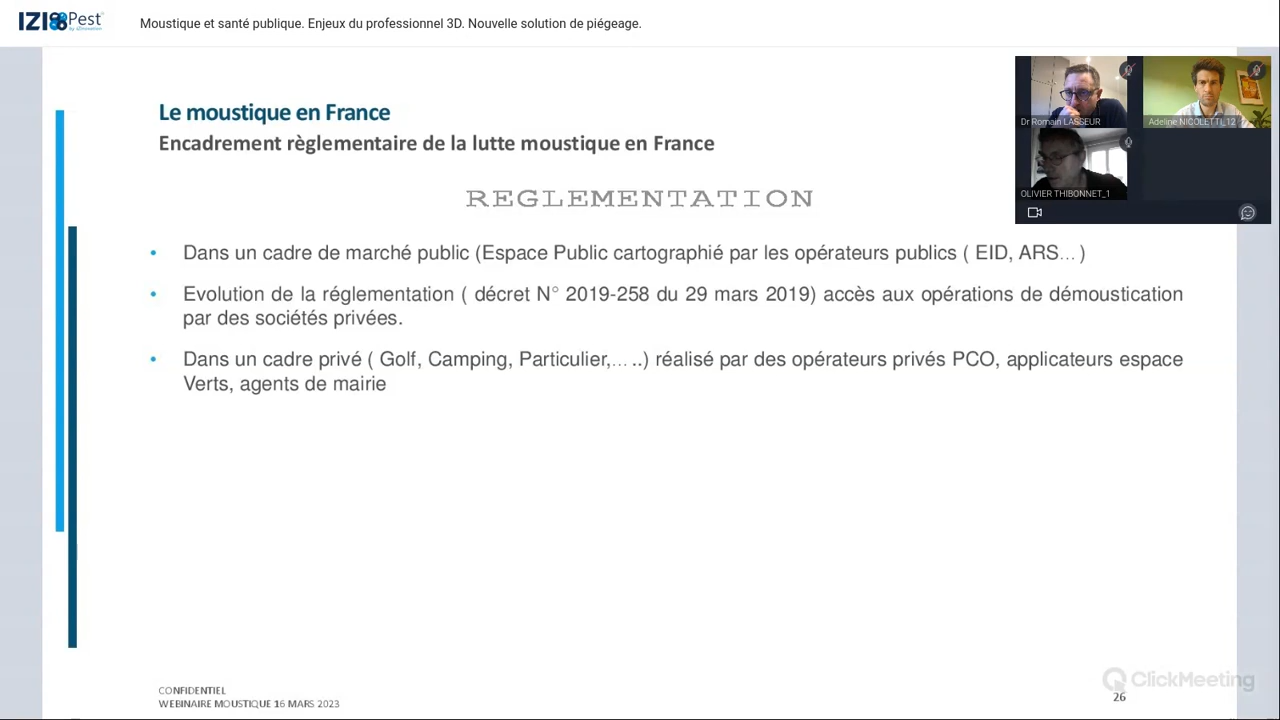 IZI Pest
by IZInovation
Moustique et santé publique. Enjeux du professionnel 3D. Nouvelle solution de piégeage.
Dr Romain LASSEUR
Adeline NICOLETTI_12
OLIVIER THIBONNET_1
Le moustique en France
Encadrement règlementaire de la lutte moustique en France
REGLEMENTATION
• Dans un cadre de marché public (Espace Public cartographié par les opérateurs publics ( EID, ARS… )
• Evolution de la réglementation ( décret N° 2019-258 du 29 mars 2019) accès aux opérations de démoustication
par des sociétés privées.
• Dans un cadre privé ( Golf, Camping, Particulier,… ..) réalisé par des opérateurs privés PCO, applicateurs espace
Verts, agents de mairie
CONFIDENTIEL
WEBINAIRE MOUSTIQUE 16 MARS 2023
ClickMeeting
26